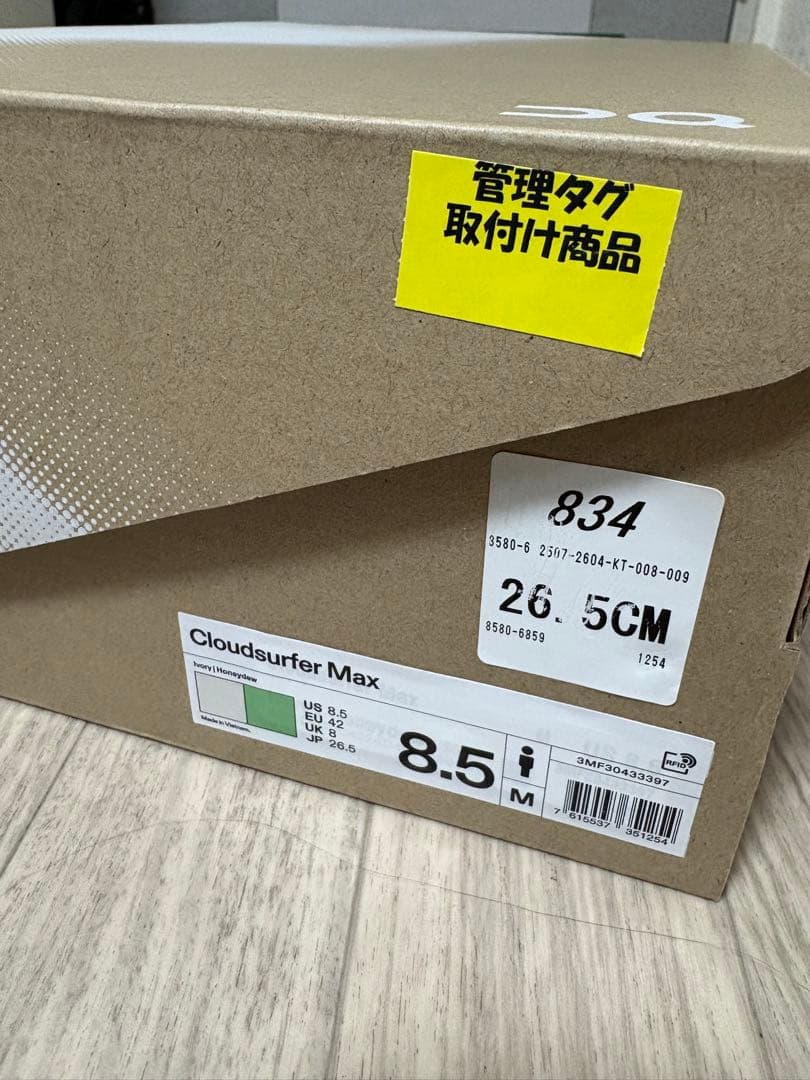 管理タグ
取付け商品
834
3580-6 2507-2604-KT-008-009
26.5CM
8580-6859
1254
Cloudsurfer Max
Ivory | Honeydew
Made in Vietnam.
US 8.5
EU 42
UK 8
JP 26.5
8.5
M
3MF30433397
RFID
7 615537 351254